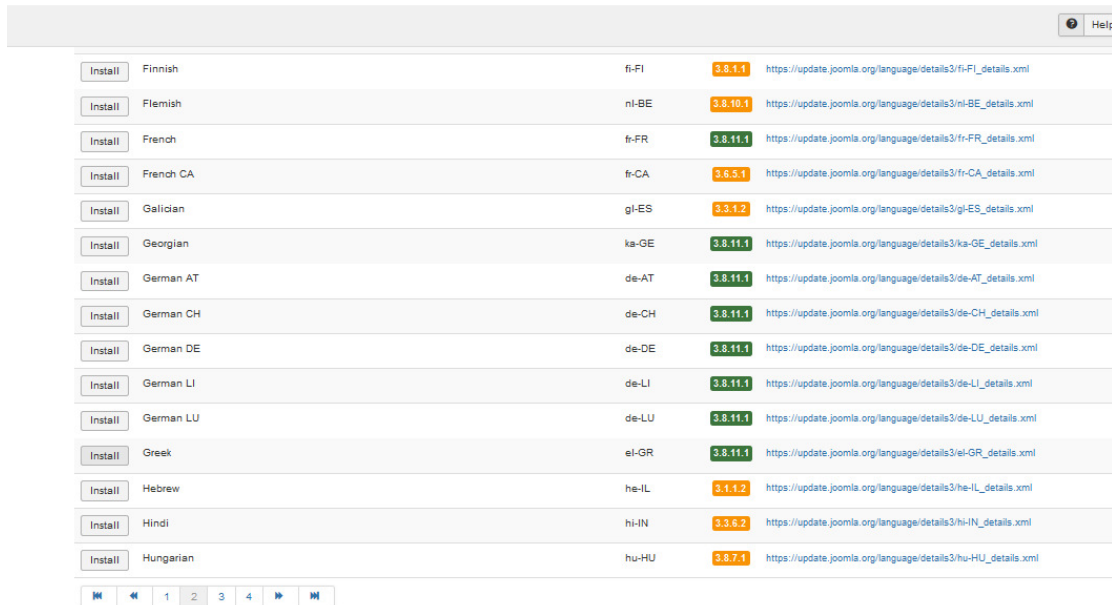 Help
Install Finnish fi-FI 3.8.1.1 https://update.joomla.org/language/details3/fi-FI_details.xml
Install Flemish nl-BE 3.8.10.1 https://update.joomla.org/language/details3/nl-BE_details.xml
Install French fr-FR 3.8.11.1 https://update.joomla.org/language/details3/fr-FR_details.xml
Install French CA fr-CA 3.6.5.1 https://update.joomla.org/language/details3/fr-CA_details.xml
Install Galician gl-ES 3.3.1.2 https://update.joomla.org/language/details3/gl-ES_details.xml
Install Georgian ka-GE 3.8.11.1 https://update.joomla.org/language/details3/ka-GE_details.xml
Install German AT de-AT 3.8.11.1 https://update.joomla.org/language/details3/de-AT_details.xml
Install German CH de-CH 3.8.11.1 https://update.joomla.org/language/details3/de-CH_details.xml
Install German DE de-DE 3.8.11.1 https://update.joomla.org/language/details3/de-DE_details.xml
Install German LI de-LI 3.8.11.1 https://update.joomla.org/language/details3/de-LI_details.xml
Install German LU de-LU 3.8.11.1 https://update.joomla.org/language/details3/de-LU_details.xml
Install Greek el-GR 3.8.11.1 https://update.joomla.org/language/details3/el-GR_details.xml
Install Hebrew he-IL 3.1.1.2 https://update.joomla.org/language/details3/he-IL_details.xml
Install Hindi hi-IN 3.3.6.2 https://update.joomla.org/language/details3/hi-IN_details.xml
Install Hungarian hu-HU 3.8.7.1 https://update.joomla.org/language/details3/hu-HU_details.xml
1 2 3 4